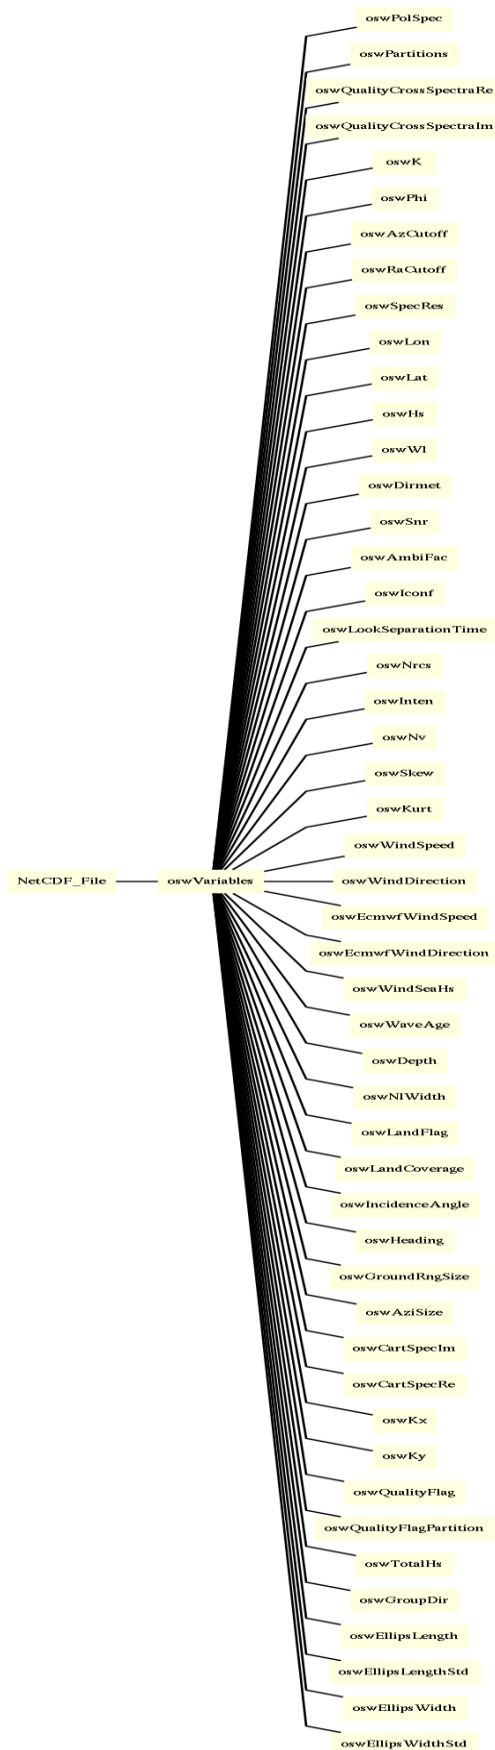 oswPolSpec
oswPartitions
oswQualityCrossSpectraRe
oswQualityCrossSpectraIm
oswK
oswPhi
oswAzCutoff
oswRaCutoff
oswSpecRes
oswLon
oswLat
oswHs
oswWl
oswDirmet
oswSnr
oswAmbiFac
oswIconf
oswLookSeparationTime
oswNrcs
oswInten
oswNv
oswSkew
oswKurt
oswWindSpeed
NetCDF_File oswVariables oswWindDirection
oswEcmwfWindSpeed
oswEcmwfWindDirection
oswWindSeaHs
oswWaveAge
oswDepth
oswNlWidth
oswLandFlag
oswLandCoverage
oswIncidenceAngle
oswHeading
oswGroundRngSize
oswAziSize
oswCartSpecIm
oswCartSpecRe
oswKx
oswKy
oswQualityFlag
oswQualityFlagPartition
oswTotalHs
oswGroupDir
oswEllipsLength
oswEllipsLengthStd
oswEllipsWidth
oswEllipsWidthStd